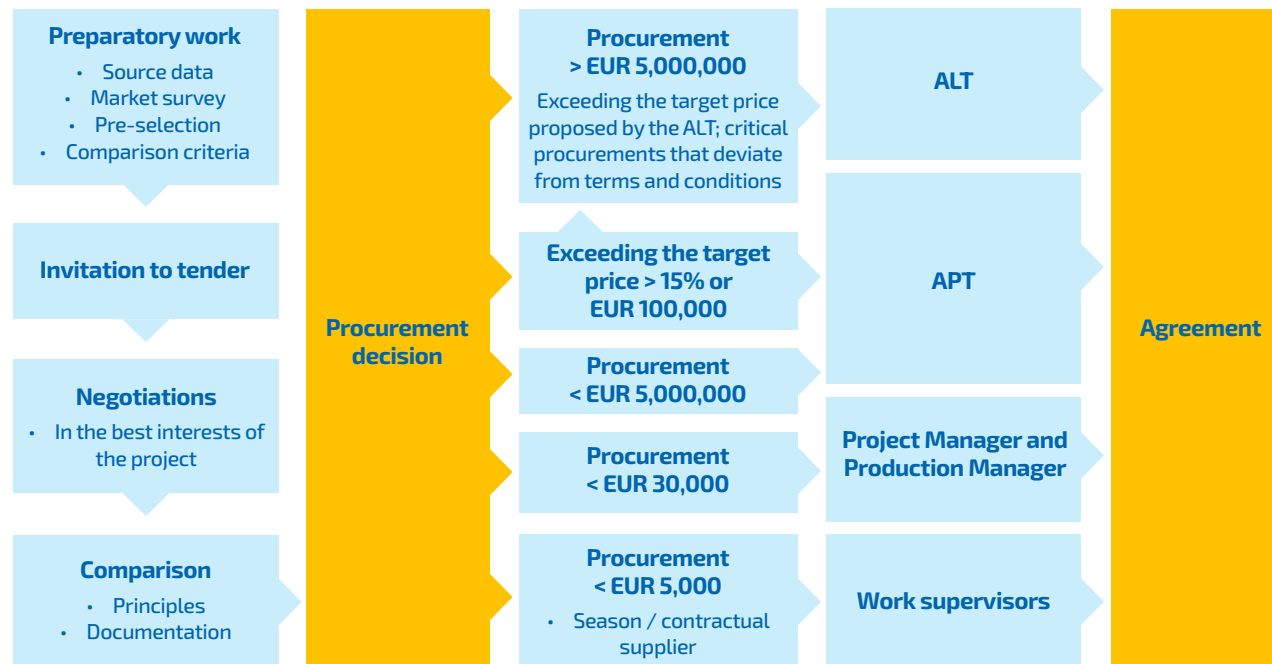 Preparatory work
• Source data
• Market survey
• Pre-selection
• Comparison criteria
Invitation to tender
Negotiations
• In the best interests of
the project
Comparison
• Principles
• Documentation
Procurement
decision
Procurement
> EUR 5,000,000
Exceeding the target price
proposed by the ALT; critical
procurements that deviate
from terms and conditions
Exceeding the target
price > 15% or
EUR 100,000
Procurement
< EUR 5,000,000
Procurement
< EUR 30,000
Procurement
< EUR 5,000
• Season / contractual
supplier
ALT
APT
Project Manager and
Production Manager
Work supervisors
Agreement